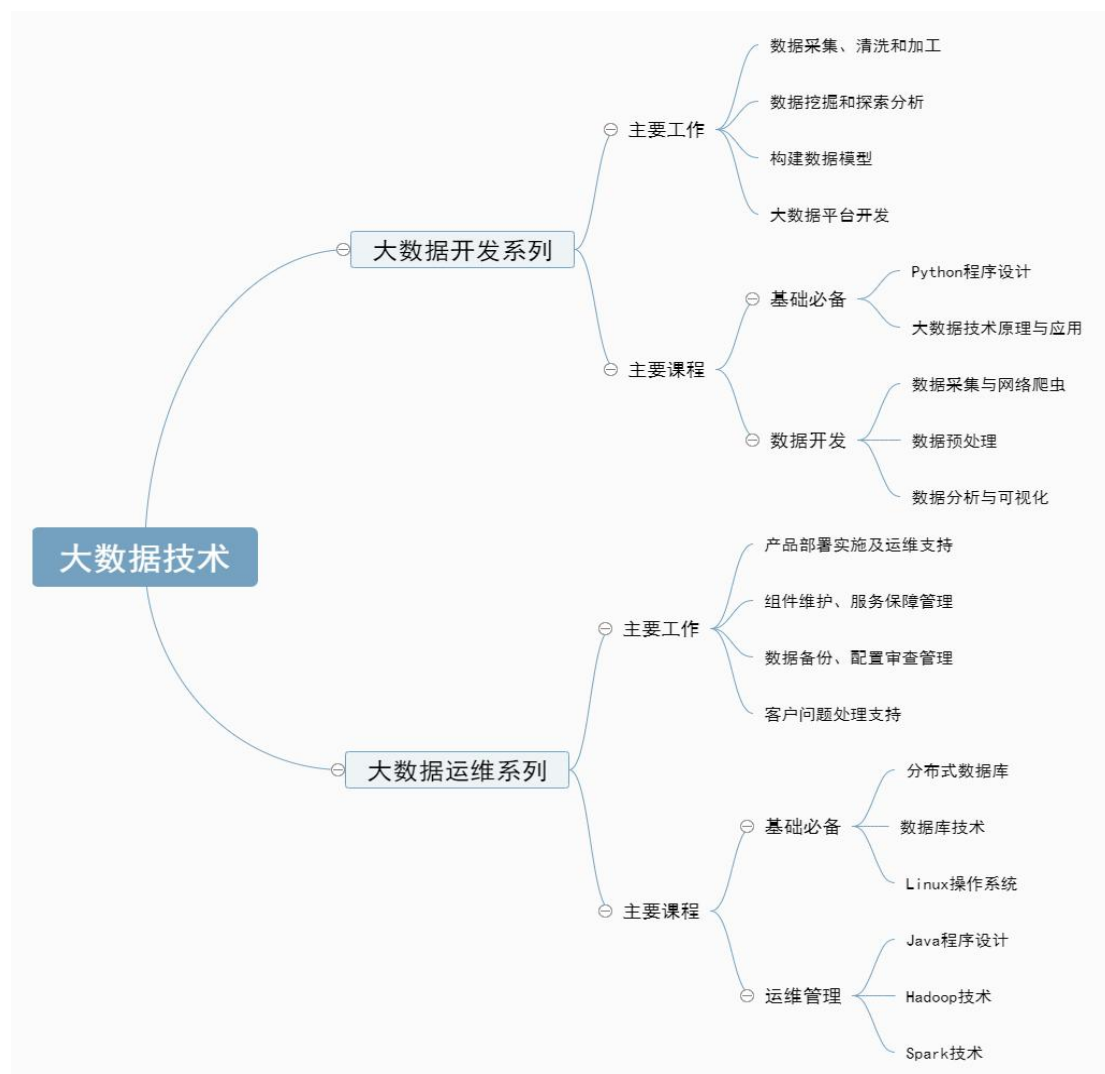 大数据技术
大数据开发系列
主要工作
数据采集、清洗和加工
数据挖掘和探索分析
构建数据模型
大数据平台开发
主要课程
基础必备
Python程序设计
大数据技术原理与应用
数据开发
数据采集与网络爬虫
数据预处理
数据分析与可视化
大数据运维系列
主要工作
产品部署实施及运维支持
组件维护、服务保障管理
数据备份、配置审查管理
客户问题处理支持
主要课程
基础必备
分布式数据库
数据库技术
Linux操作系统
运维管理
Java程序设计
Hadoop技术
Spark技术